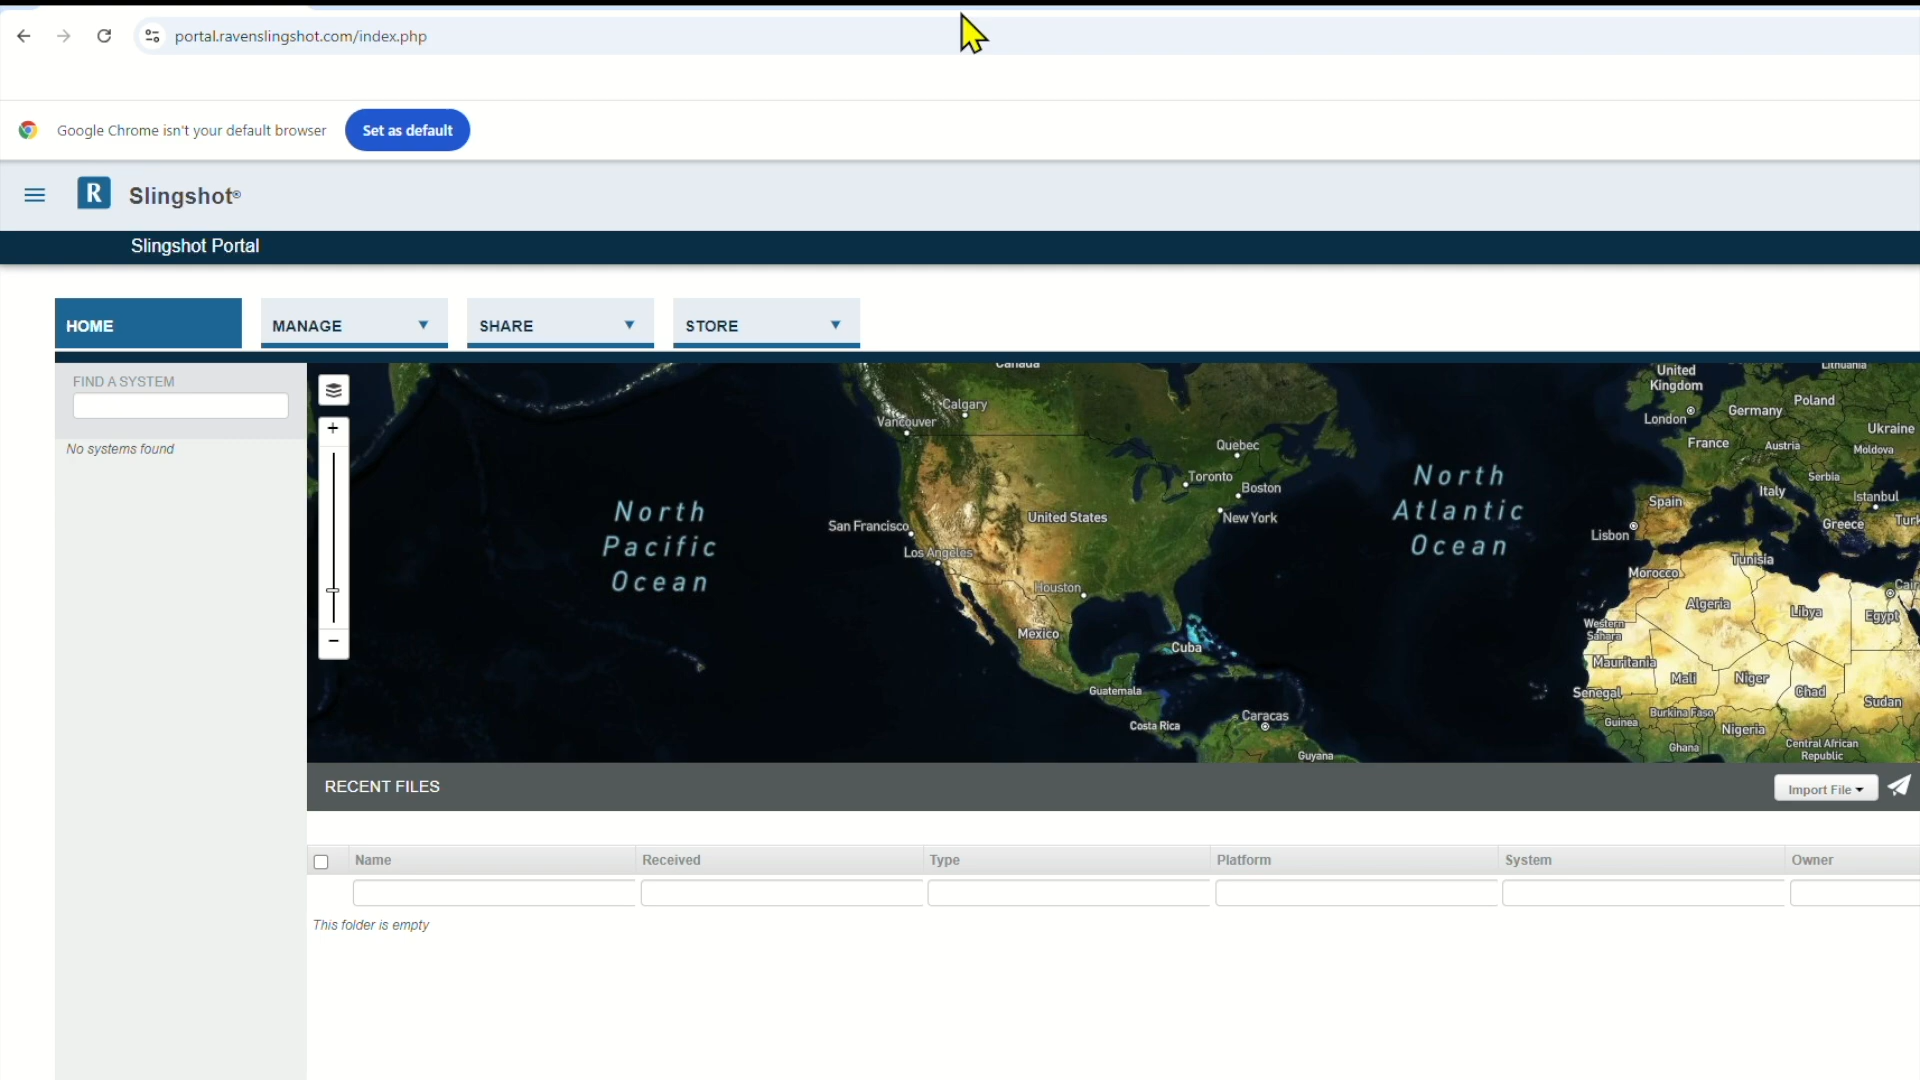 portal.ravenslingshot.com/index.php
Google Chrome isn't your default browser
Set as default
R
Slingshot®
Slingshot Portal
HOME
MANAGE
SHARE
STORE
FIND A SYSTEM
No systems found
+
−
Canada
Calgary
Vancouver
Quebec
Toronto
Boston
New York
United States
San Francisco
Los Angeles
Houston
Mexico
Cuba
Guatemala
Costa Rica
Caracas
Guyana
North
Pacific
Ocean
North
Atlantic
Ocean
United
Kingdom
London
Lithuania
Poland
Germany
Ukraine
France
Austria
Moldova
Serbia
Italy
Istanbul
Spain
Greece
Turk
Lisbon
Tunisia
Morocco
Cair
Algeria
Libya
Egypt
Western
Sahara
Mauritania
Mali
Niger
Chad
Sudan
Senegal
Burkina Faso
Guinea
Nigeria
Ghana
Central African
Republic
RECENT FILES
Import File
Name Received Type Platform System Owner
This folder is empty